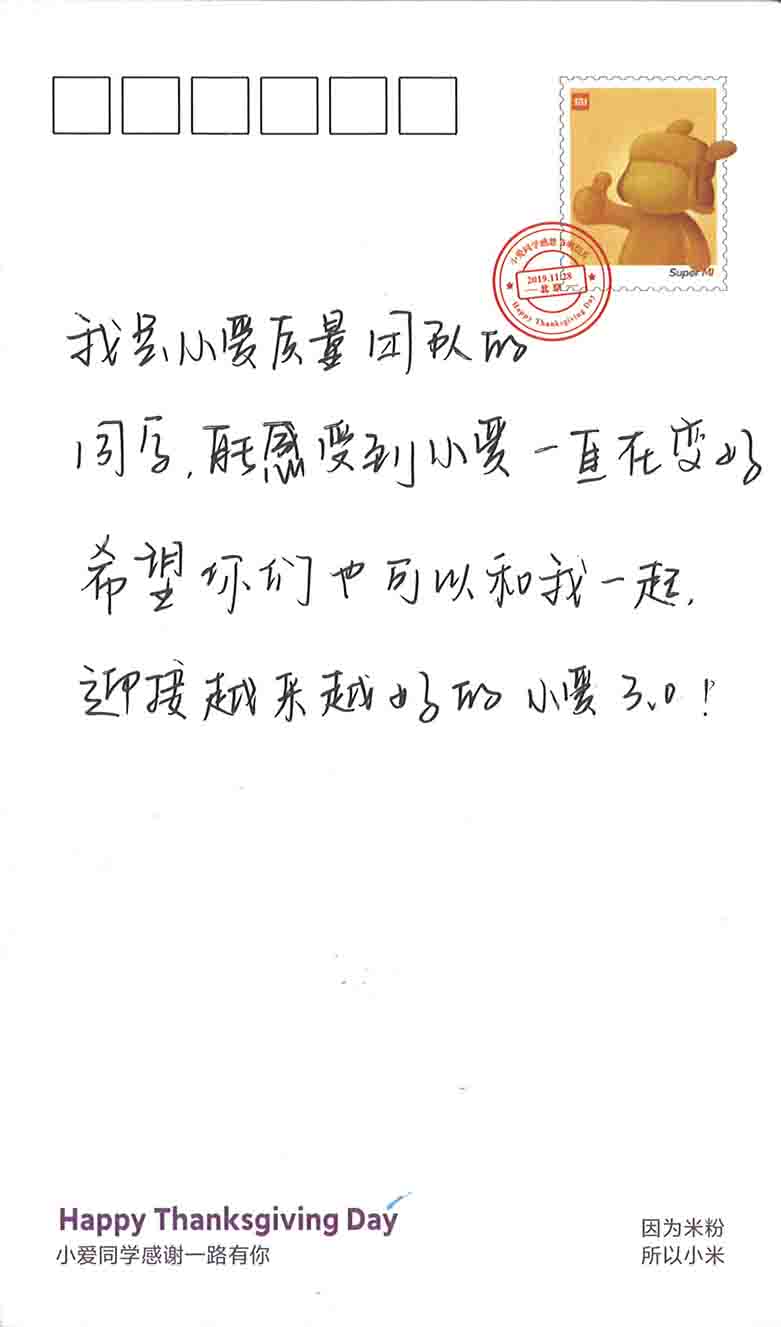 MI
Super MI
小爱同学感恩
2019.11.28
北京
Happy Thanksgiving Day
我是小爱质量团队的
同学,能感受到小爱一直在变好
希望你们也可以和我一起,
迎接越来越好的小爱3.0!
Happy Thanksgiving Day
小爱同学感谢一路有你
因为米粉
所以小米